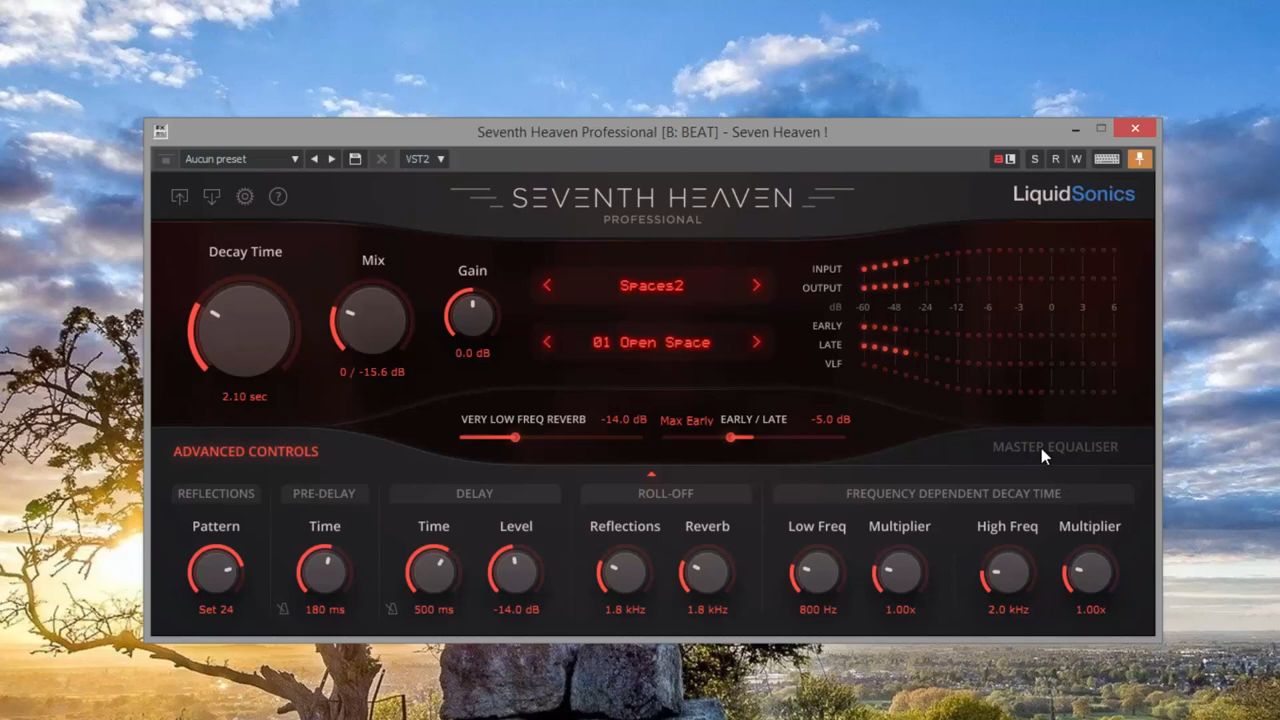 Seventh Heaven Professional [B: BEAT] - Seven Heaven !
Aucun preset VST2 S R W
SEVENTH HEAVEN
PROFESSIONAL
LiquidSonics
Decay Time
2.10 sec
Mix
0 / -15.6 dB
Gain
0.0 dB
Spaces2
01 Open Space
INPUT
OUTPUT
dB -60 -48 -24 -12 -6 -3 0 3 6
EARLY
LATE
VLF
VERY LOW FREQ REVERB -14.0 dB Max Early EARLY / LATE -5.0 dB
ADVANCED CONTROLS
MASTER EQUALISER
REFLECTIONS PRE-DELAY DELAY ROLL-OFF FREQUENCY DEPENDENT DECAY TIME
Pattern Time Time Level Reflections Reverb Low Freq Multiplier High Freq Multiplier
Set 24 180 ms 500 ms -14.0 dB 1.8 kHz 1.8 kHz 800 Hz 1.00x 2.0 kHz 1.00x